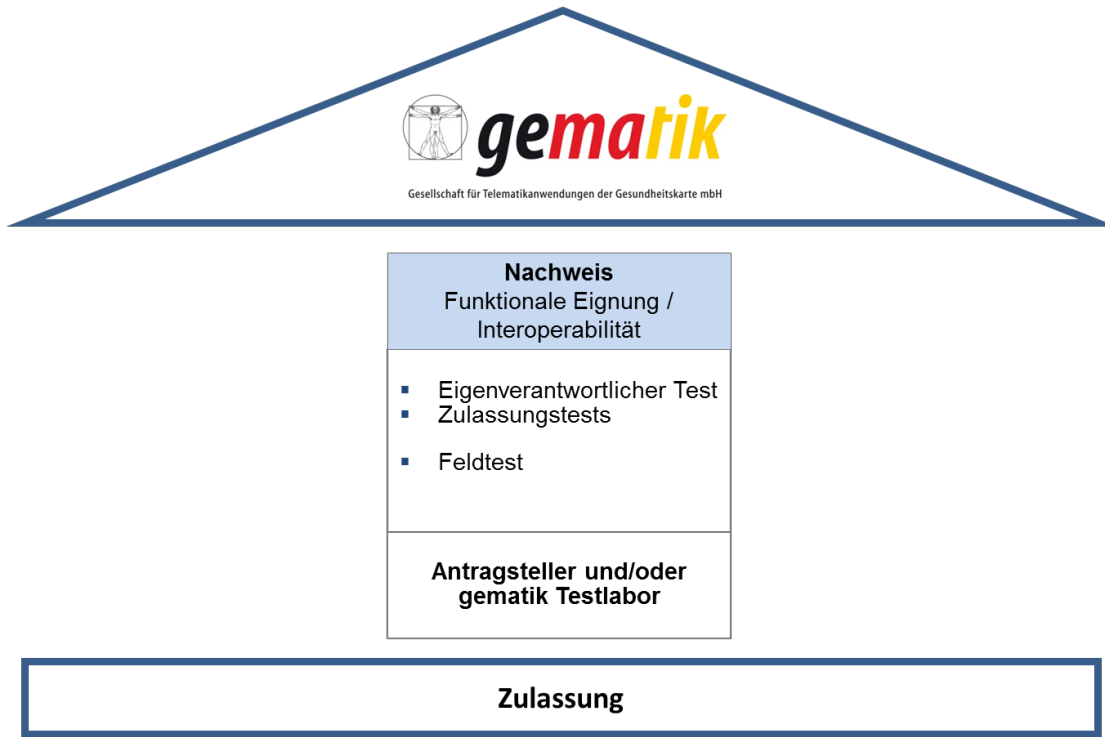 gematik
Gesellschaft für Telematikanwendungen der Gesundheitskarte mbH
Nachweis
Funktionale Eignung /
Interoperabilität
▪ Eigenverantwortlicher Test
▪ Zulassungstests
▪ Feldtest
Antragsteller und/oder
gematik Testlabor
Zulassung